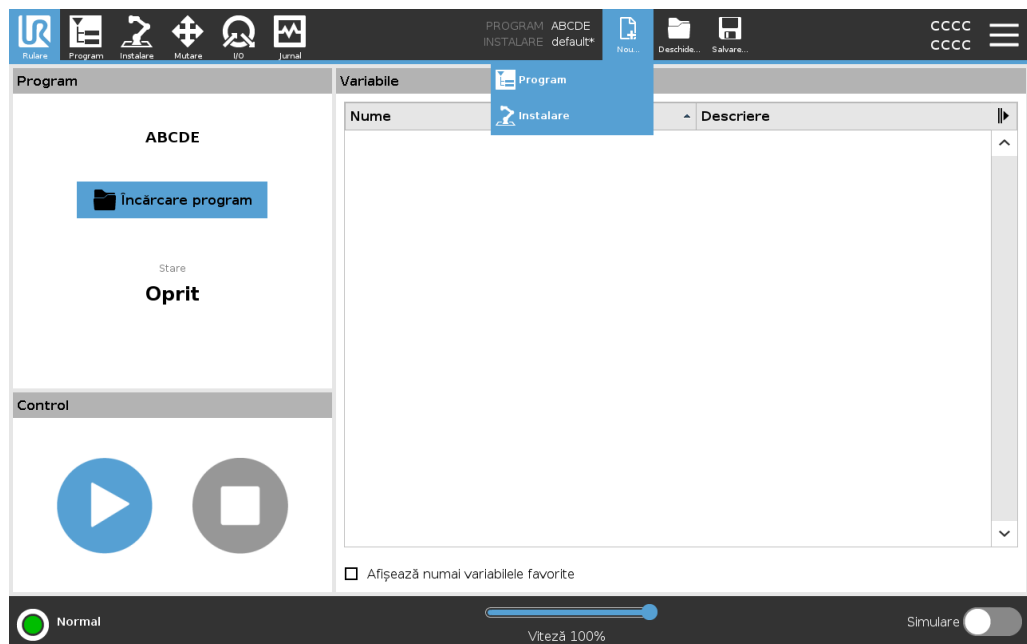 Rulare
Program
Instalare
Mutare
I/O
Jurnal
PROGRAM ABCDE
INSTALARE default*
Nou...
Deschide...
Salvare...
CCCC
CCCC
Program
Instalare
Program
ABCDE
Încărcare program
Stare
Oprit
Control
Variabile
Nume
Descriere
Afișează numai variabilele favorite
Normal
Viteză 100%
Simulare